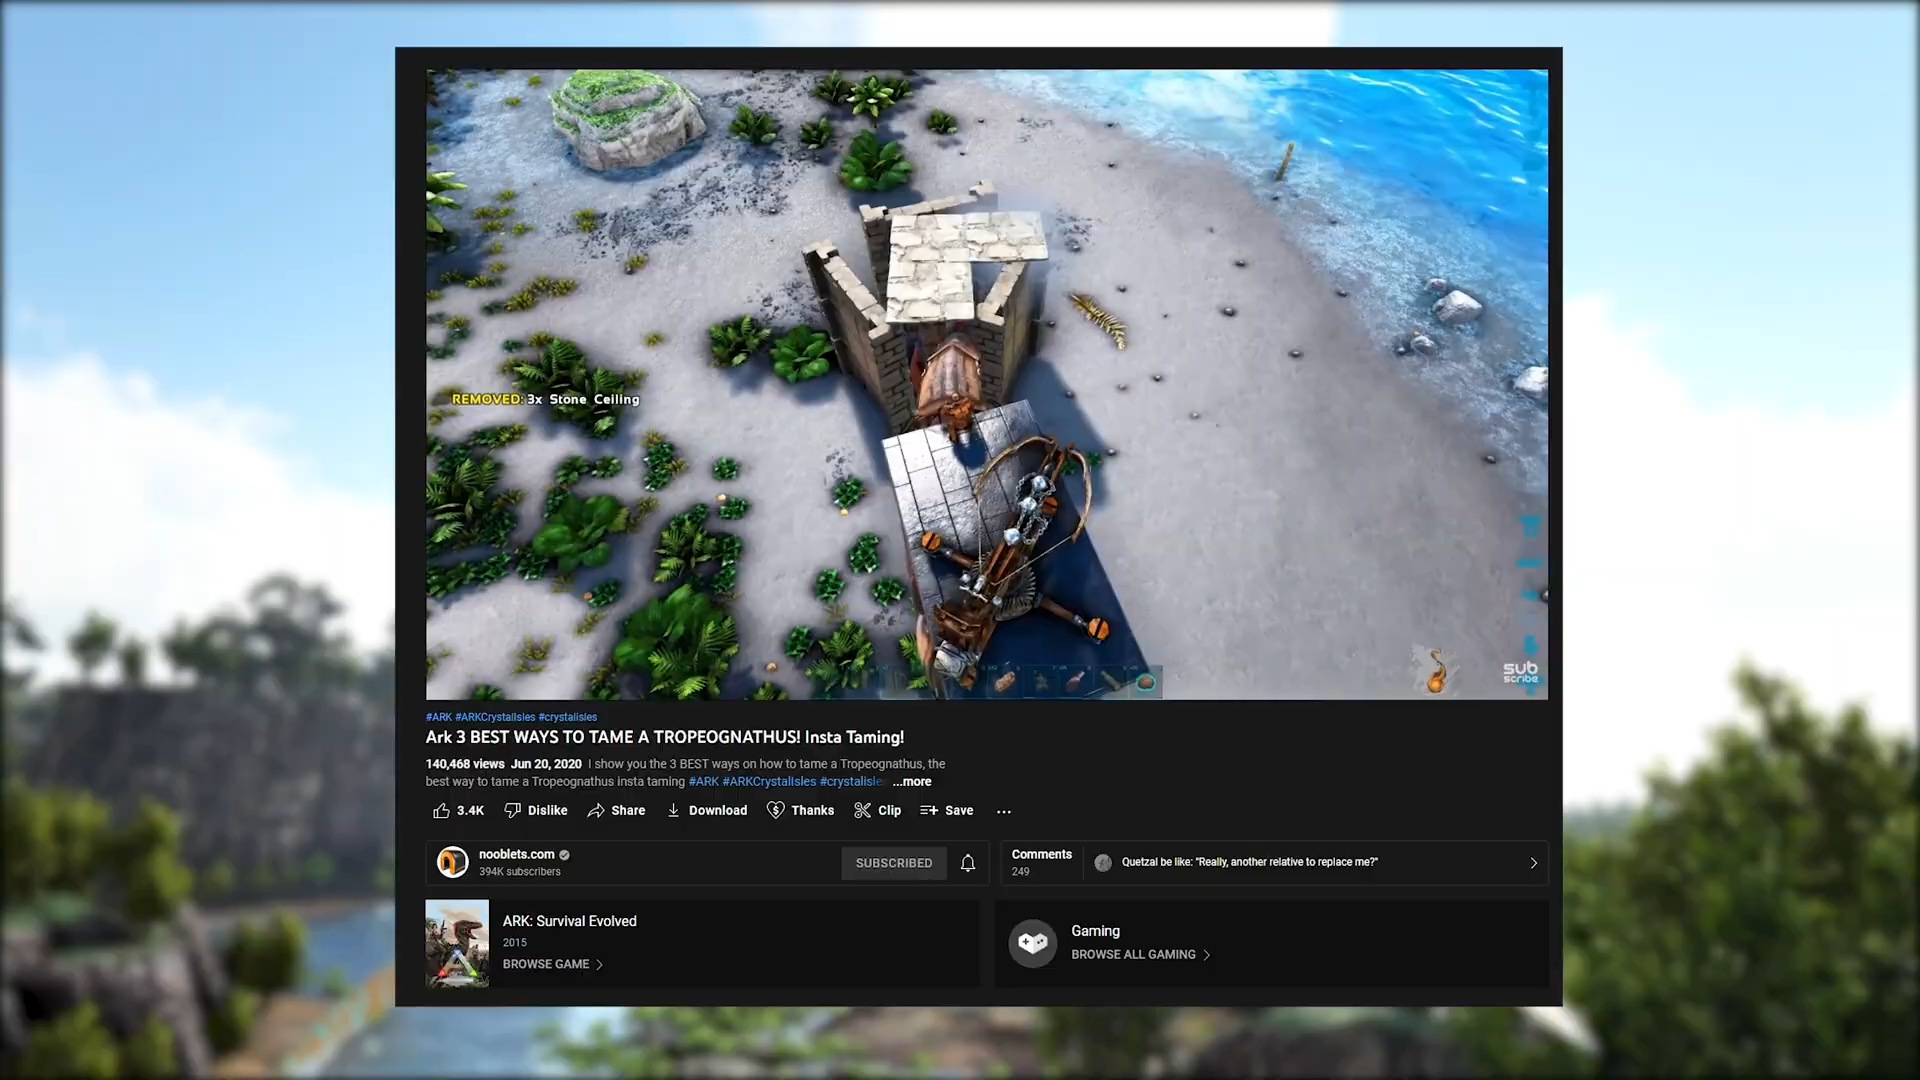 REMOVED: 3x Stone Ceiling
sub
scribe
#ARK #ARKCrystalIsles #crystalisles
Ark 3 BEST WAYS TO TAME A TROPEOGNATHUS! Insta Taming!
140,468 views Jun 20, 2020 I show you the 3 BEST ways on how to tame a Tropeognathus, the
best way to tame a Tropeognathus insta taming #ARK #ARKCrystalIsles #crystalisle ...more
3.4K Dislike Share Download Thanks Clip Save
nooblets.com
394K subscribers
SUBSCRIBED
Comments
249
Quetzal be like: "Really, another relative to replace me?"
ARK: Survival Evolved
2015
BROWSE GAME
Gaming
BROWSE ALL GAMING